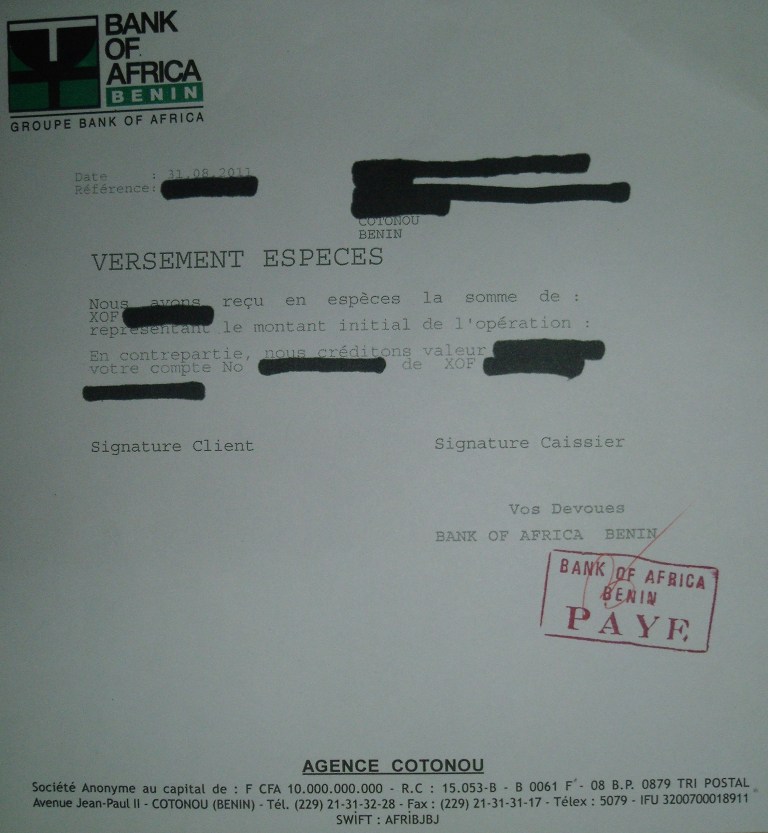 BANK
OF
AFRICA
BENIN
GROUPE BANK OF AFRICA
Date : 31.08.2011
Référence:
COTONOU
BENIN
VERSEMENT ESPECES
Nous avons reçu en espèces la somme de :
XOF
représentant le montant initial de l'opération :
En contrepartie, nous créditons valeur
votre compte No de XOF
Signature Client
Signature Caissier
Vos Devoues
BANK OF AFRICA BENIN
BANK OF AFRICA
BENIN
PAYE
AGENCE COTONOU
Société Anonyme au capital de : F CFA 10.000.000.000 - R.C : 15.053-B - B 0061 F - 08 B.P. 0879 TRI POSTAL
Avenue Jean-Paul II - COTONOU (BENIN) - Tél. (229) 21-31-32-28 - Fax : (229) 21-31-31-17 - Télex : 5079 - IFU 3200700018911
SWIFT : AFRIBJBJ